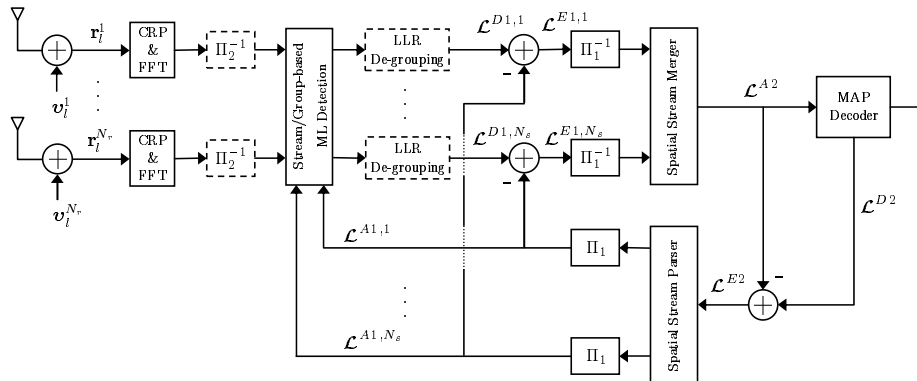 𝐫_l^1
CRP
&
FFT
Π_2^{-1}
𝝊_l^1
𝐫_l^{N_r}
CRP
&
FFT
Π_2^{-1}
𝝊_l^{N_r}
Stream/Group-based
ML Detection
LLR
De-grouping
LLR
De-grouping
𝓛^{D1,1}
𝓛^{E1,1}
Π_1^{-1}
𝓛^{D1,N_s}
𝓛^{E1,N_s}
Π_1^{-1}
Spatial Stream Merger
𝓛^{A2}
MAP
Decoder
𝓛^{D2}
𝓛^{E2}
Spatial Stream Parser
Π_1
𝓛^{A1,1}
Π_1
𝓛^{A1,N_s}